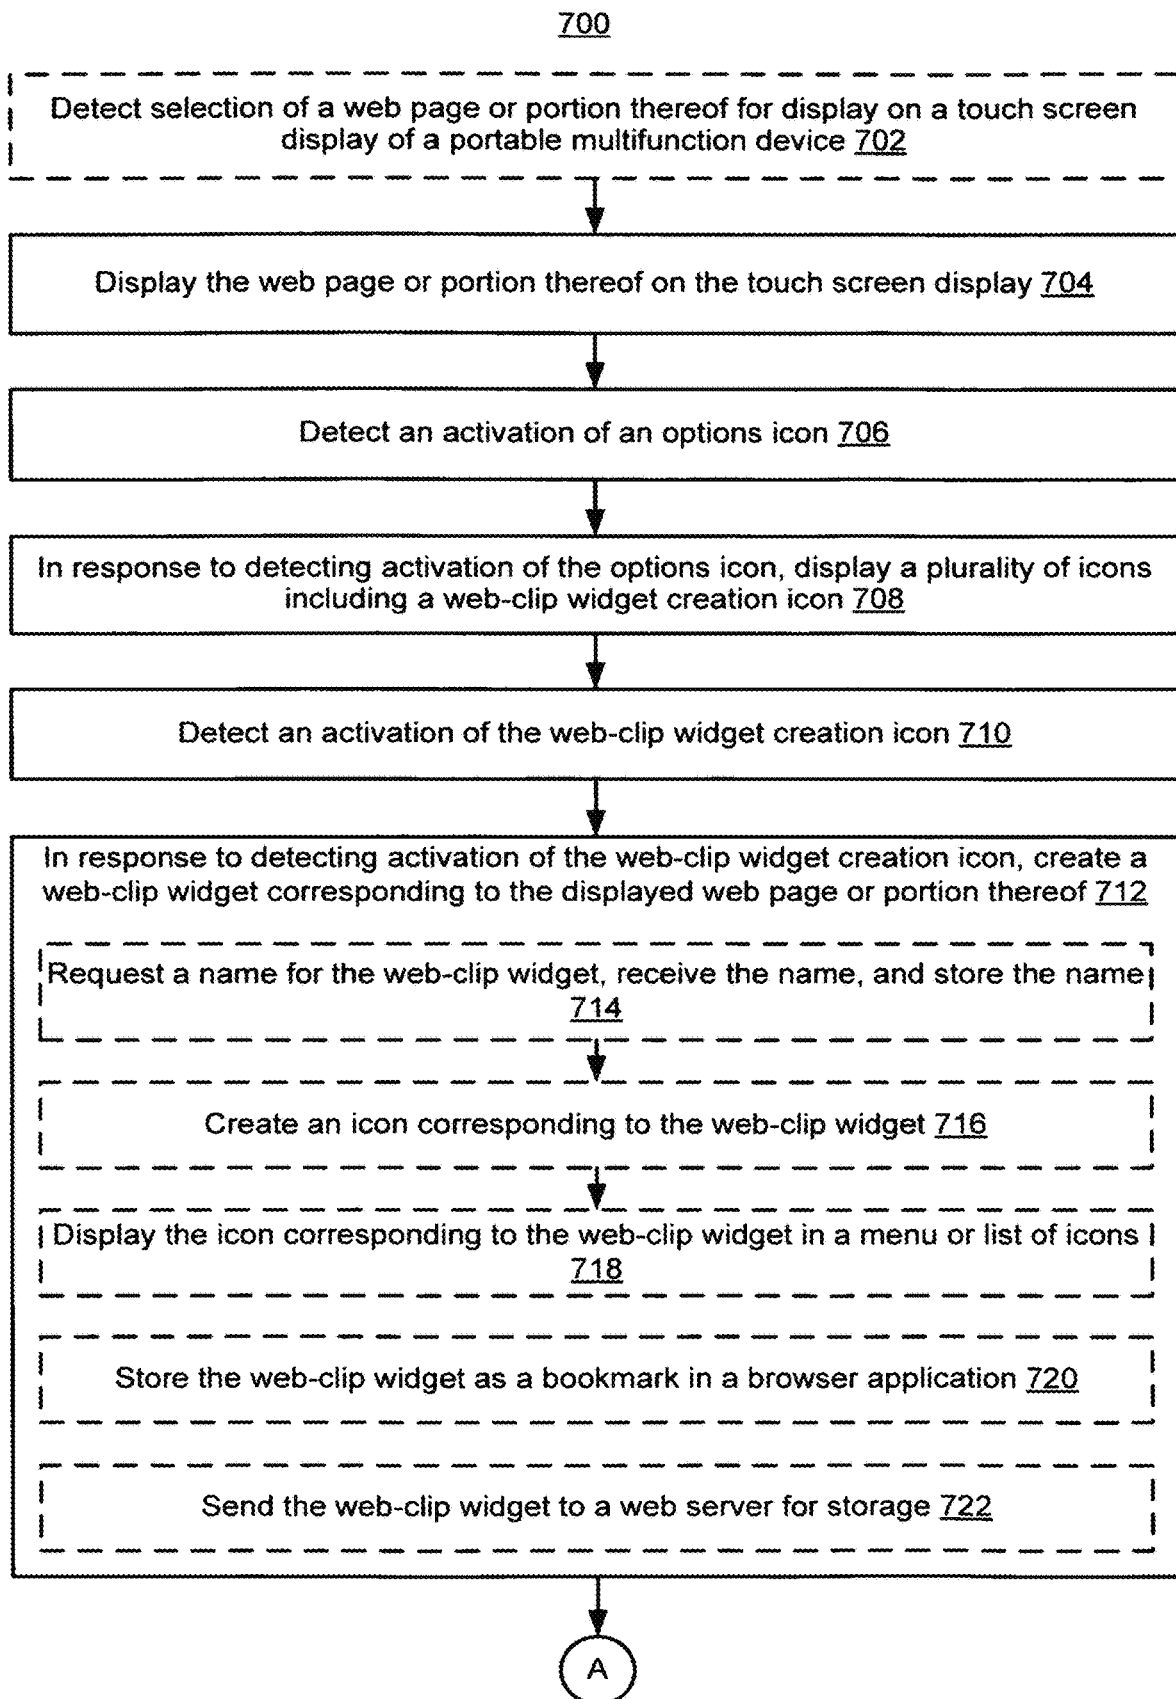 700
Detect selection of a web page or portion thereof for display on a touch screen
display of a portable multifunction device 702
Display the web page or portion thereof on the touch screen display 704
Detect an activation of an options icon 706
In response to detecting activation of the options icon, display a plurality of icons
including a web-clip widget creation icon 708
Detect an activation of the web-clip widget creation icon 710
In response to detecting activation of the web-clip widget creation icon, create a
web-clip widget corresponding to the displayed web page or portion thereof 712
Request a name for the web-clip widget, receive the name, and store the name
714
Create an icon corresponding to the web-clip widget 716
Display the icon corresponding to the web-clip widget in a menu or list of icons
718
Store the web-clip widget as a bookmark in a browser application 720
Send the web-clip widget to a web server for storage 722
A